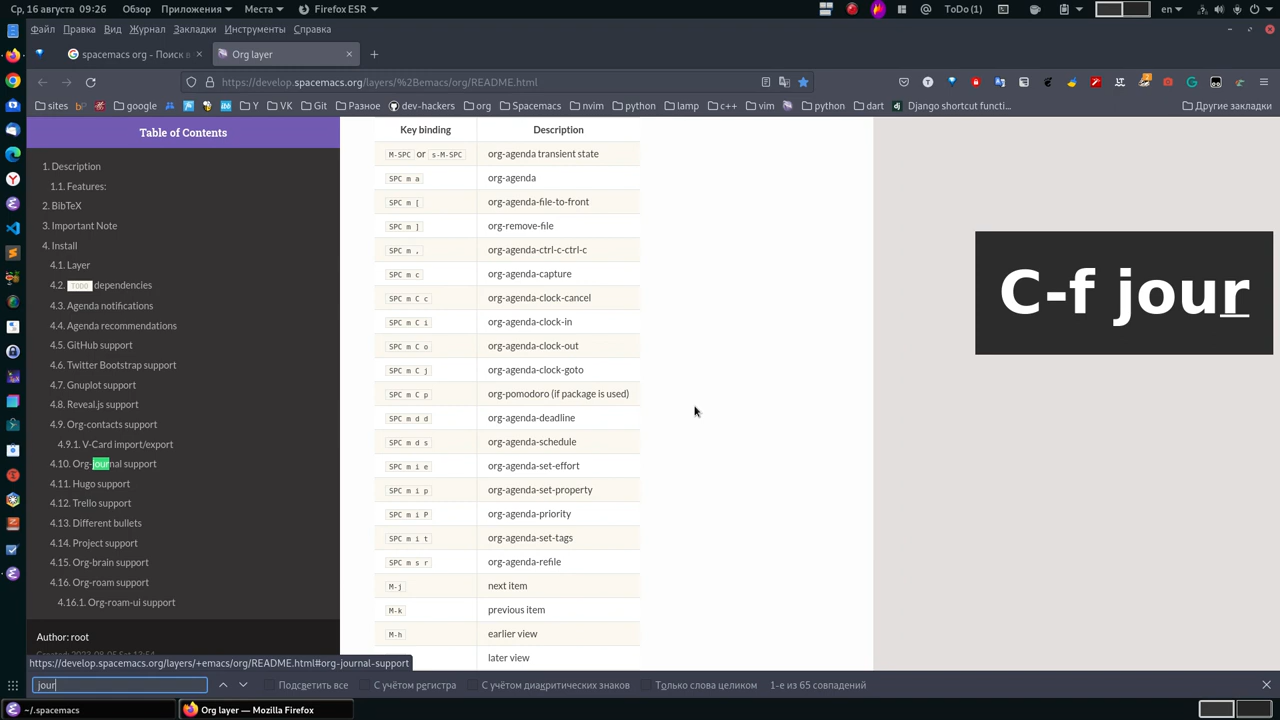 Ср, 16 августа 09:26 Обзор Приложения Места Firefox ESR ToDo (1) en
Файл Правка Вид Журнал Закладки Инструменты Справка
spacemacs org - Поиск в Org layer
https://develop.spacemacs.org/layers/%2Bemacs/org/README.html
sites google Y VK Git Разное dev-hackers org Spacemacs nvim python lamp c++ vim python dart Django shortcut functi... Другие закладки
Table of Contents
1. Description
1.1. Features:
2. BibTeX
3. Important Note
4. Install
4.1. Layer
4.2. TODO dependencies
4.3. Agenda notifications
4.4. Agenda recommendations
4.5. GitHub support
4.6. Twitter Bootstrap support
4.7. Gnuplot support
4.8. Reveal.js support
4.9. Org-contacts support
4.9.1. V-Card import/export
4.10. Org-journal support
4.11. Hugo support
4.12. Trello support
4.13. Different bullets
4.14. Project support
4.15. Org-brain support
4.16. Org-roam support
4.16.1. Org-roam-ui support
Author: root
Key binding Description
M-SPC or s-M-SPC org-agenda transient state
SPC m a org-agenda
SPC m [ org-agenda-file-to-front
SPC m ] org-remove-file
SPC m , org-agenda-ctrl-c-ctrl-c
SPC m c org-agenda-capture
SPC m C c org-agenda-clock-cancel
SPC m C i org-agenda-clock-in
SPC m C o org-agenda-clock-out
SPC m C j org-agenda-clock-goto
SPC m C p org-pomodoro (if package is used)
SPC m d d org-agenda-deadline
SPC m d s org-agenda-schedule
SPC m i e org-agenda-set-effort
SPC m i p org-agenda-set-property
SPC m i P org-agenda-priority
SPC m i t org-agenda-set-tags
SPC m s r org-agenda-refile
M-j next item
M-k previous item
M-h earlier view
later view
C-f jour
https://develop.spacemacs.org/layers/+emacs/org/README.html#org-journal-support
jour Подсветить все С учётом регистра С учётом диакритических знаков Только слова целиком 1-е из 65 совпадений
~/.spacemacs Org layer — Mozilla Firefox